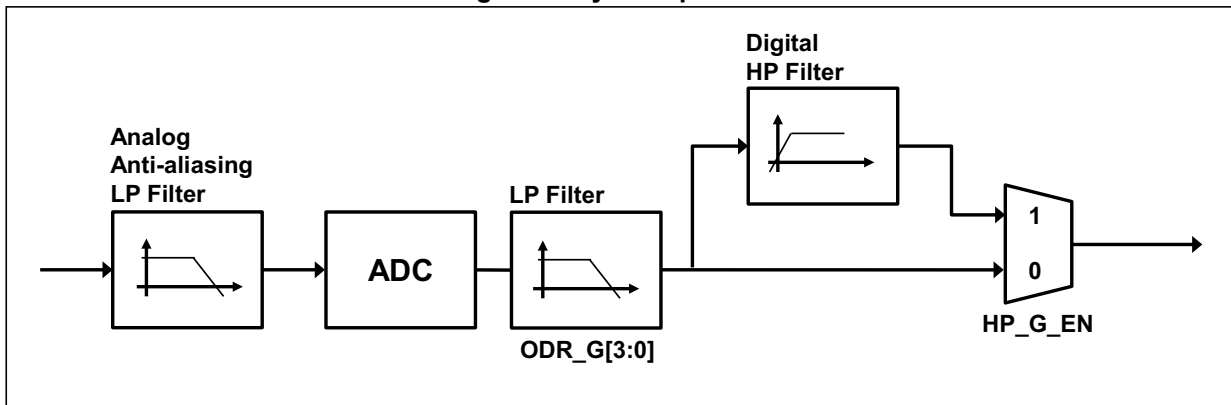 Digital
HP Filter
Analog
Anti-aliasing
LP Filter
LP Filter
ADC
1
0
ODR_G[3:0]
HP_G_EN